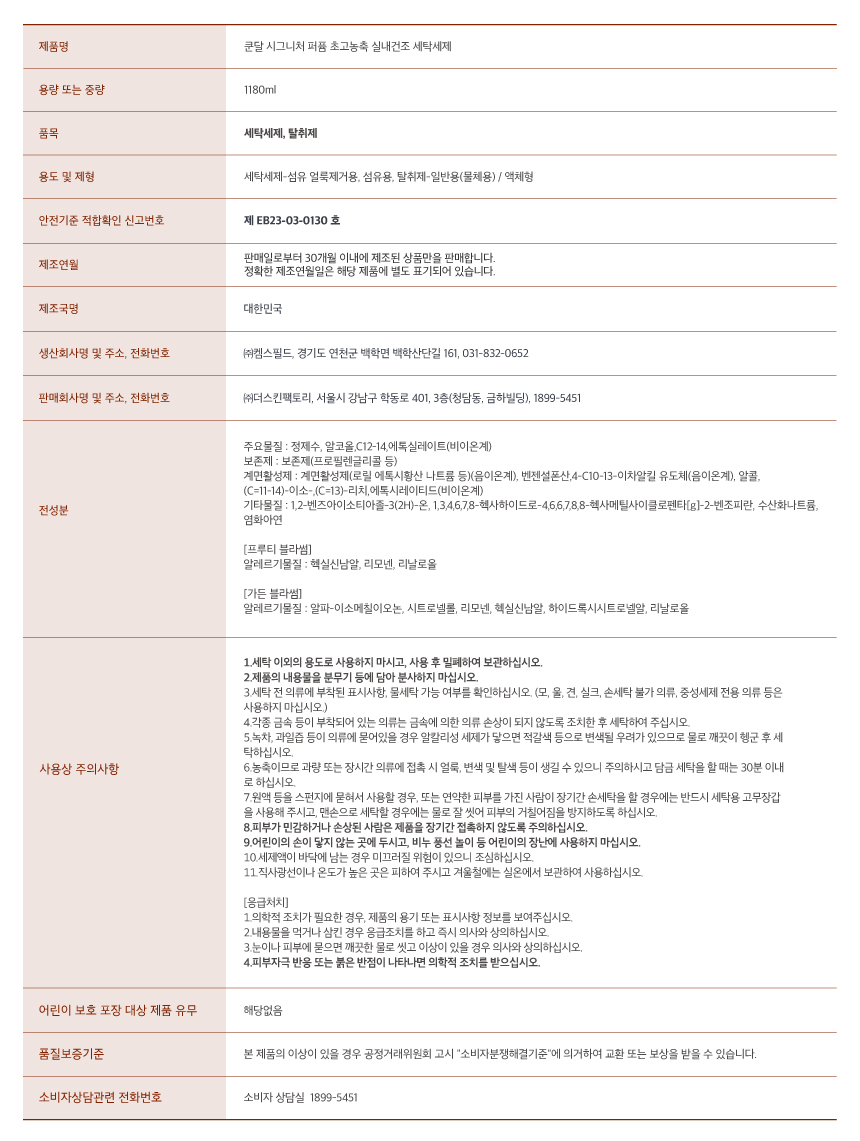 제품명
쿤달 시그니처 퍼퓸 초고농축 실내건조 세탁세제
용량 또는 중량
1180ml
품목
세탁세제, 탈취제
용도 및 제형
세탁세제-섬유 얼룩제거용, 섬유용, 탈취제-일반용(물체용) / 액체형
안전기준 적합확인 신고번호
제 EB23-03-0130 호
제조연월
판매일로부터 30개월 이내에 제조된 상품만을 판매합니다.
정확한 제조연월일은 해당 제품에 별도 표기되어 있습니다.
제조국명
대한민국
생산회사명 및 주소, 전화번호
㈜켐스필드, 경기도 연천군 백학면 백학산단길 161, 031-832-0652
판매회사명 및 주소, 전화번호
㈜더스킨팩토리, 서울시 강남구 학동로 401, 3층(청담동, 금하빌딩), 1899-5451
전성분
주요물질 : 정제수, 알코올,C12-14,에톡실레이트(비이온계)
보존제 : 보존제(프로필렌글리콜 등)
계면활성제 : 계면활성제(로릴 에톡시황산 나트륨 등)(음이온계), 벤젠설폰산,4-C10-13-이차알킬 유도체(음이온계), 알콜,
(C=11-14)-이소-,(C=13)-리치,에톡시레이티드(비이온계)
기타물질 : 1,2-벤즈아이소티아졸-3(2H)-온, 1,3,4,6,7,8-헥사하이드로-4,6,6,7,8,8-헥사메틸사이클로펜타[g]-2-벤조피란, 수산화나트륨,
염화아연
[프루티 블라썸]
알레르기물질 : 헥실신남알, 리모넨, 리날로올
[가든 블라썸]
알레르기물질 : 알파-이소메칠이오논, 시트로넬롤, 리모넨, 헥실신남알, 하이드록시시트로넬알, 리날로올
사용상 주의사항
1.세탁 이외의 용도로 사용하지 마시고, 사용 후 밀폐하여 보관하십시오.
2.제품의 내용물을 분무기 등에 담아 분사하지 마십시오.
3.세탁 전 의류에 부착된 표시사항, 물세탁 가능 여부를 확인하십시오. (모, 울, 견, 실크, 손세탁 불가 의류, 중성세제 전용 의류 등은
사용하지 마십시오.)
4.각종 금속 등이 부착되어 있는 의류는 금속에 의한 의류 손상이 되지 않도록 조치한 후 세탁하여 주십시오.
5.녹차, 과일즙 등이 의류에 묻어있을 경우 알칼리성 세제가 닿으면 적갈색 등으로 변색될 우려가 있으므로 물로 깨끗이 헹군 후 세
탁하십시오.
6.농축이므로 과량 또는 장시간 의류에 접촉 시 얼룩, 변색 및 탈색 등이 생길 수 있으니 주의하시고 담금 세탁을 할 때는 30분 이내
로 하십시오.
7.원액 등을 스펀지에 묻혀서 사용할 경우, 또는 연약한 피부를 가진 사람이 장기간 손세탁을 할 경우에는 반드시 세탁용 고무장갑
을 사용해 주시고, 맨손으로 세탁할 경우에는 물로 잘 씻어 피부의 거칠어짐을 방지하도록 하십시오.
8.피부가 민감하거나 손상된 사람은 제품을 장기간 접촉하지 않도록 주의하십시오.
9.어린이의 손이 닿지 않는 곳에 두시고, 비누 풍선 놀이 등 어린이의 장난에 사용하지 마십시오.
10.세제액이 바닥에 남는 경우 미끄러질 위험이 있으니 조심하십시오.
11.직사광선이나 온도가 높은 곳은 피하여 주시고 겨울철에는 실온에서 보관하여 사용하십시오.
[응급처치]
1.의학적 조치가 필요한 경우, 제품의 용기 또는 표시사항 정보를 보여주십시오.
2.내용물을 먹거나 삼킨 경우 응급조치를 하고 즉시 의사와 상의하십시오.
3.눈이나 피부에 묻으면 깨끗한 물로 씻고 이상이 있을 경우 의사와 상의하십시오.
4.피부자극 반응 또는 붉은 반점이 나타나면 의학적 조치를 받으십시오.
어린이 보호 포장 대상 제품 유무
해당없음
품질보증기준
본 제품의 이상이 있을 경우 공정거래위원회 고시 "소비자분쟁해결기준"에 의거하여 교환 또는 보상을 받을 수 있습니다.
소비자상담관련 전화번호
소비자 상담실 1899-5451